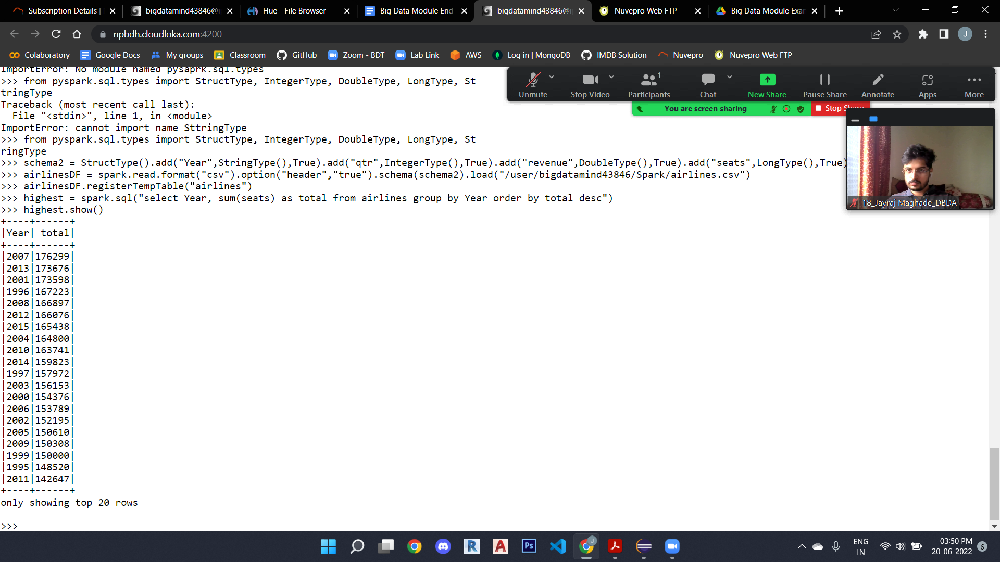 Subscription Details |
bigdatamind43846@i
Hue - File Browser
Big Data Module End
bigdatamind43846@i
Nuvepro Web FTP
Big Data Module Exa
npbdh.cloudloka.com:4200
J
Colaboratory
Google Docs
My groups
Classroom
GitHub
Zoom - BDT
Lab Link
AWS
Log in | MongoDB
IMDB Solution
Nuvepro
Nuvepro Web FTP
ImportError: No module named pysaprk.sql.types
>>> from pyspark.sql.types import StructType, IntegerType, DoubleType, LongType, St
tringType
Traceback (most recent call last):
  File "<stdin>", line 1, in <module>
ImportError: cannot import name SttringType
>>> from pyspark.sql.types import StructType, IntegerType, DoubleType, LongType, St
ringType
>>> schema2 = StructType().add("Year",StringType(),True).add("qtr",IntegerType(),True).add("revenue",DoubleType(),True).add("seats",LongType(),True)
>>> airlinesDF = spark.read.format("csv").option("header","true").schema(schema2).load("/user/bigdatamind43846/Spark/airlines.csv")
>>> airlinesDF.registerTempTable("airlines")
>>> highest = spark.sql("select Year, sum(seats) as total from airlines group by Year order by total desc")
>>> highest.show()
+----+------+
|Year| total|
+----+------+
|2007|176299|
|2013|173676|
|2001|173598|
|1996|167223|
|2008|166897|
|2012|166076|
|2015|165438|
|2004|164800|
|2010|163741|
|2014|159823|
|1997|157972|
|2003|156153|
|2000|154376|
|2006|153789|
|2002|152195|
|2005|150610|
|2009|150308|
|1999|150000|
|1995|148520|
|2011|142647|
+----+------+
only showing top 20 rows
>>>
Unmute
Stop Video
1
Participants
Chat
New Share
Pause Share
Annotate
Apps
More
You are screen sharing
Stop Share
18_Jayraj Maghade_DBDA
R
A
Ps
J
ENG
IN
03:50 PM
20-06-2022
6